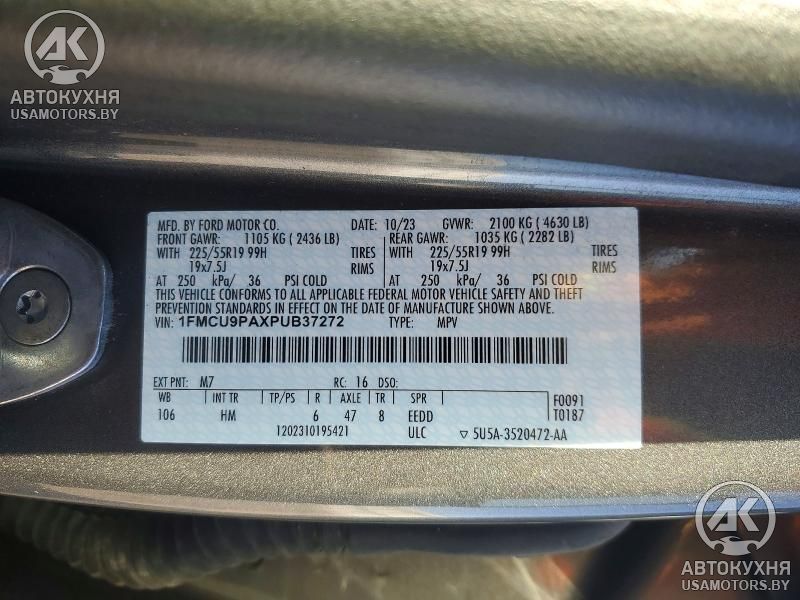 AK
АВТОКУХНЯ
USAMOTORS.BY
MFD. BY FORD MOTOR CO. DATE: 10/23 GVWR: 2100 KG ( 4630 LB)
FRONT GAWR: 1105 KG ( 2436 LB) REAR GAWR: 1035 KG ( 2282 LB)
WITH 225/55R19 99H TIRES WITH 225/55R19 99H TIRES
19x7.5J RIMS 19x7.5J RIMS
AT 250 kPa/ 36 PSI COLD AT 250 kPa/ 36 PSI COLD
THIS VEHICLE CONFORMS TO ALL APPLICABLE FEDERAL MOTOR VEHICLE SAFETY AND THEFT
PREVENTION STANDARDS IN EFFECT ON THE DATE OF MANUFACTURE SHOWN ABOVE.
VIN: 1FMCU9PAXPUB37272 TYPE: MPV
EXT PNT: M7 RC: 16 DSO: F0091
WB INT TR TP/PS R AXLE TR SPR T0187
106 HM 6 47 8 EEDD
1202310195421 ULC ▽ 5U5A-3520472-AA
AK
АВТОКУХНЯ
USAMOTORS.BY